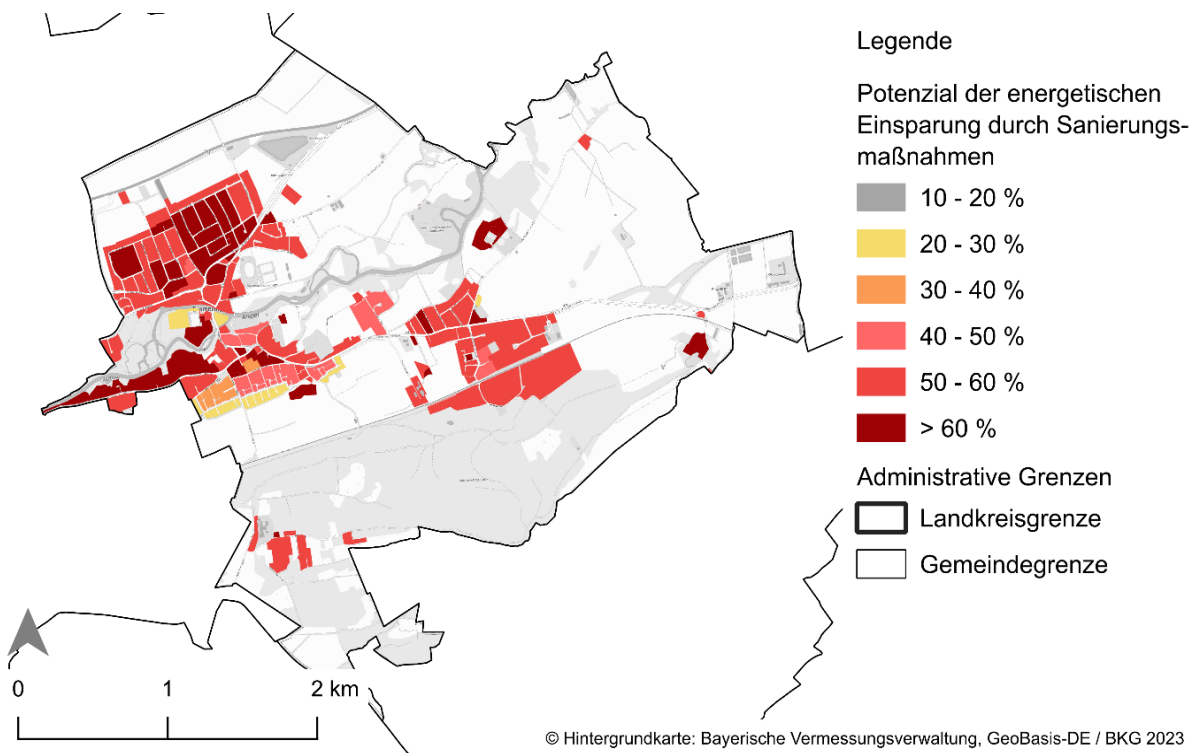 Legende
Potenzial der energetischen
Einsparung durch Sanierungs-
maßnahmen
10 - 20 %
20 - 30 %
30 - 40 %
40 - 50 %
50 - 60 %
> 60 %
Administrative Grenzen
Landkreisgrenze
Gemeindegrenze
0 1 2 km
© Hintergrundkarte: Bayerische Vermessungsverwaltung, GeoBasis-DE / BKG 2023